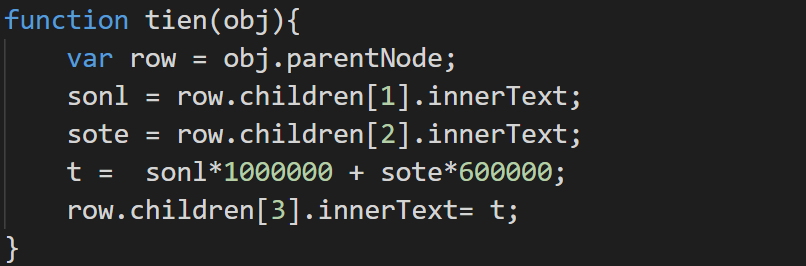 function tien(obj){
    var row = obj.parentNode;
    sonl = row.children[1].innerText;
    sote = row.children[2].innerText;
    t =  sonl*1000000 + sote*600000;
    row.children[3].innerText= t;
}